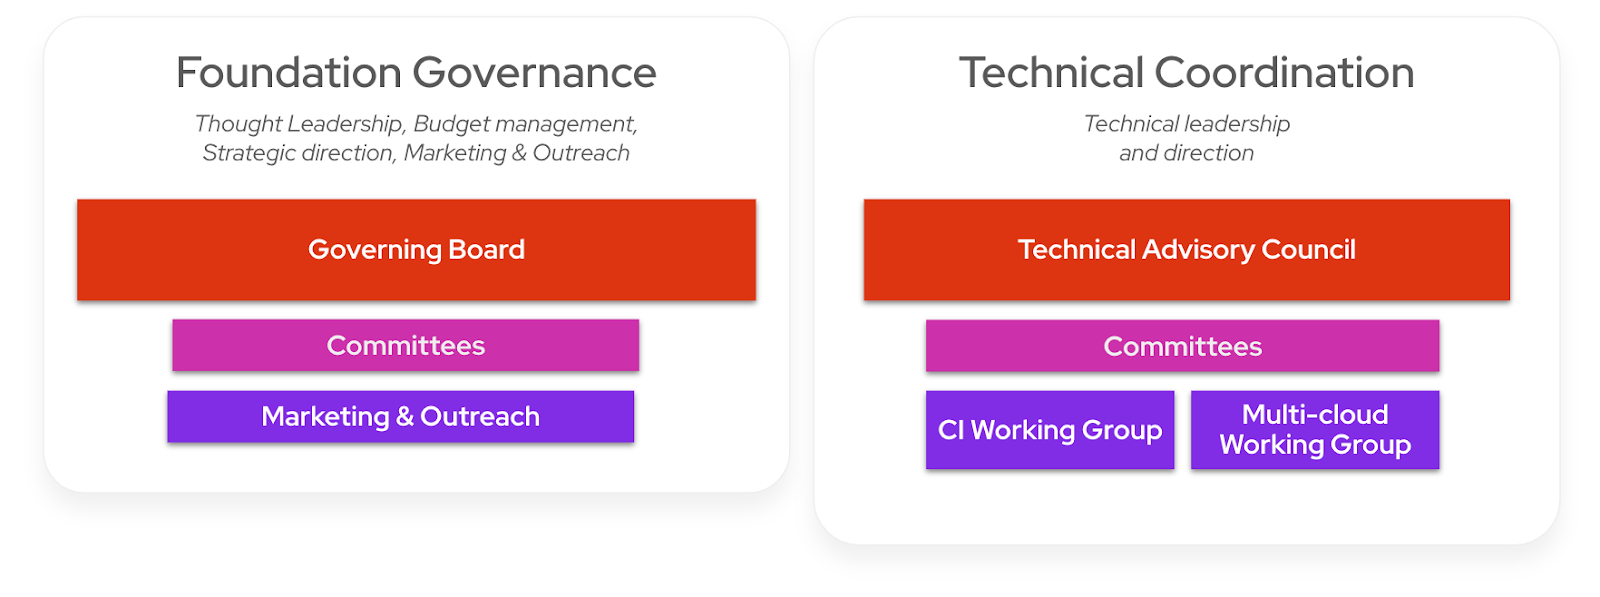 Foundation Governance
Thought Leadership, Budget management,
Strategic direction, Marketing & Outreach
Governing Board
Committees
Marketing & Outreach
Technical Coordination
Technical leadership
and direction
Technical Advisory Council
Committees
CI Working Group
Multi-cloud
Working Group